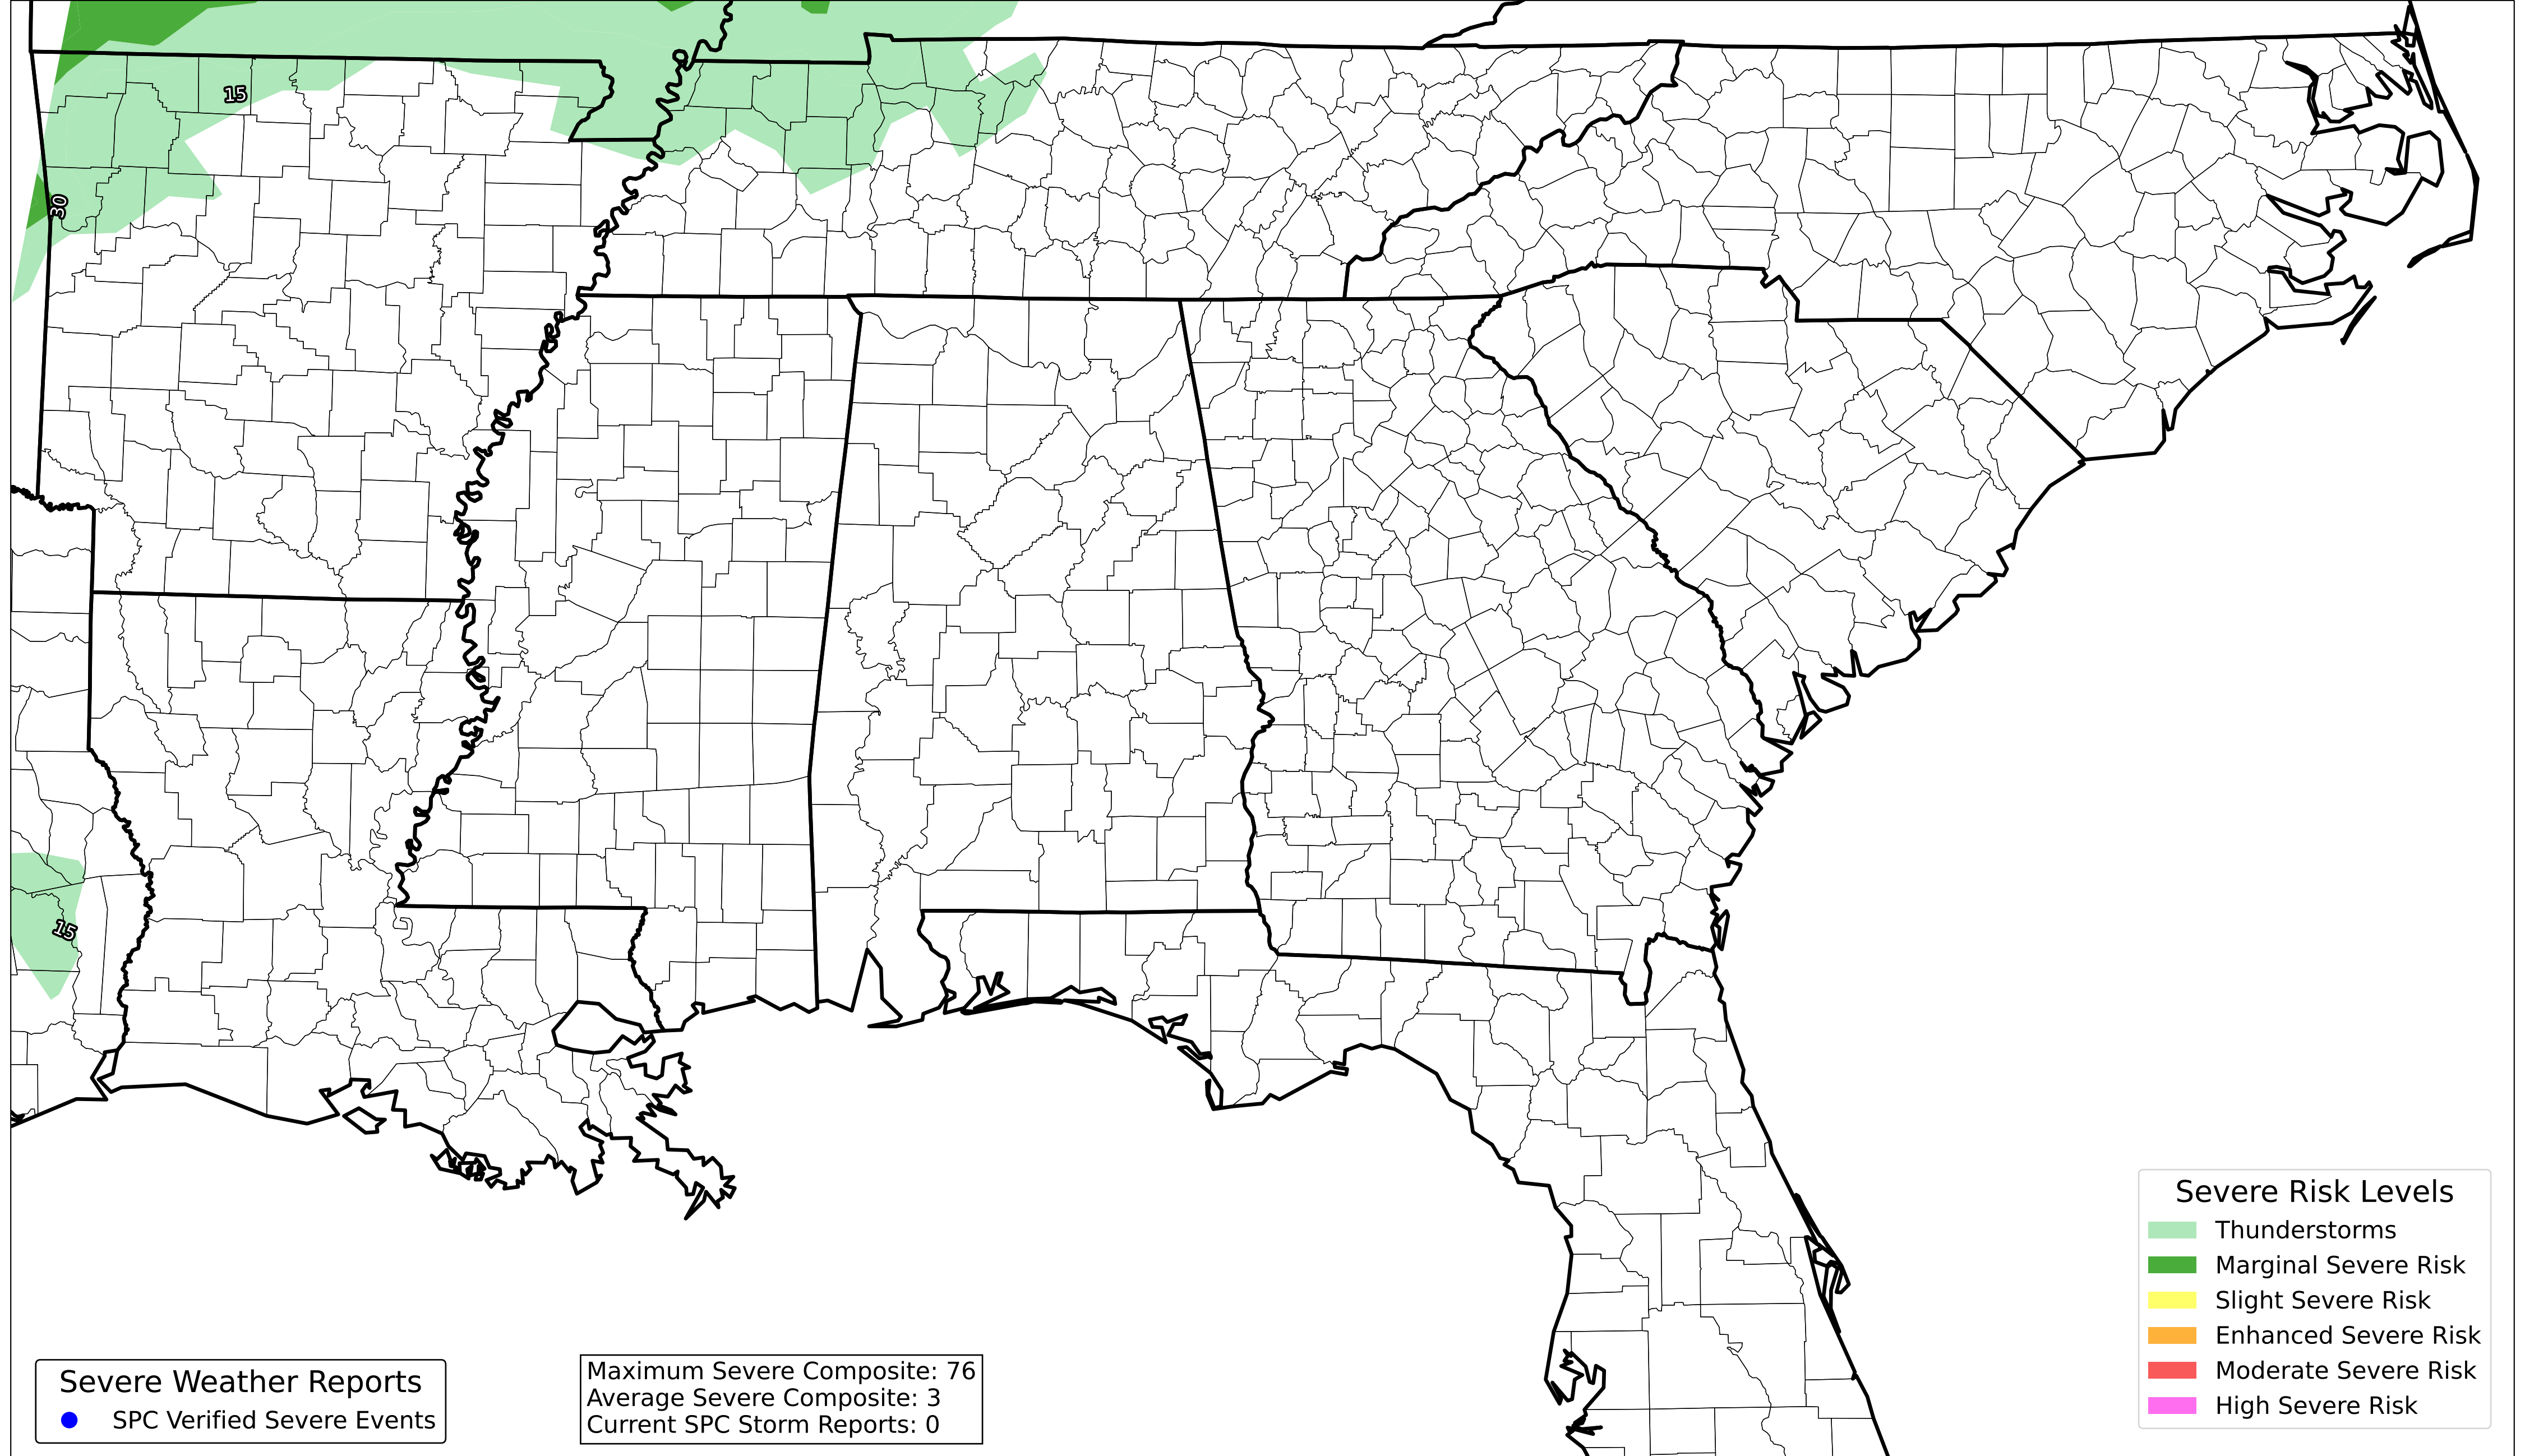 15
30
15
Severe Risk Levels
Thunderstorms
Marginal Severe Risk
Slight Severe Risk
Enhanced Severe Risk
Moderate Severe Risk
High Severe Risk
Severe Weather Reports
SPC Verified Severe Events
Maximum Severe Composite: 76
Average Severe Composite: 3
Current SPC Storm Reports: 0